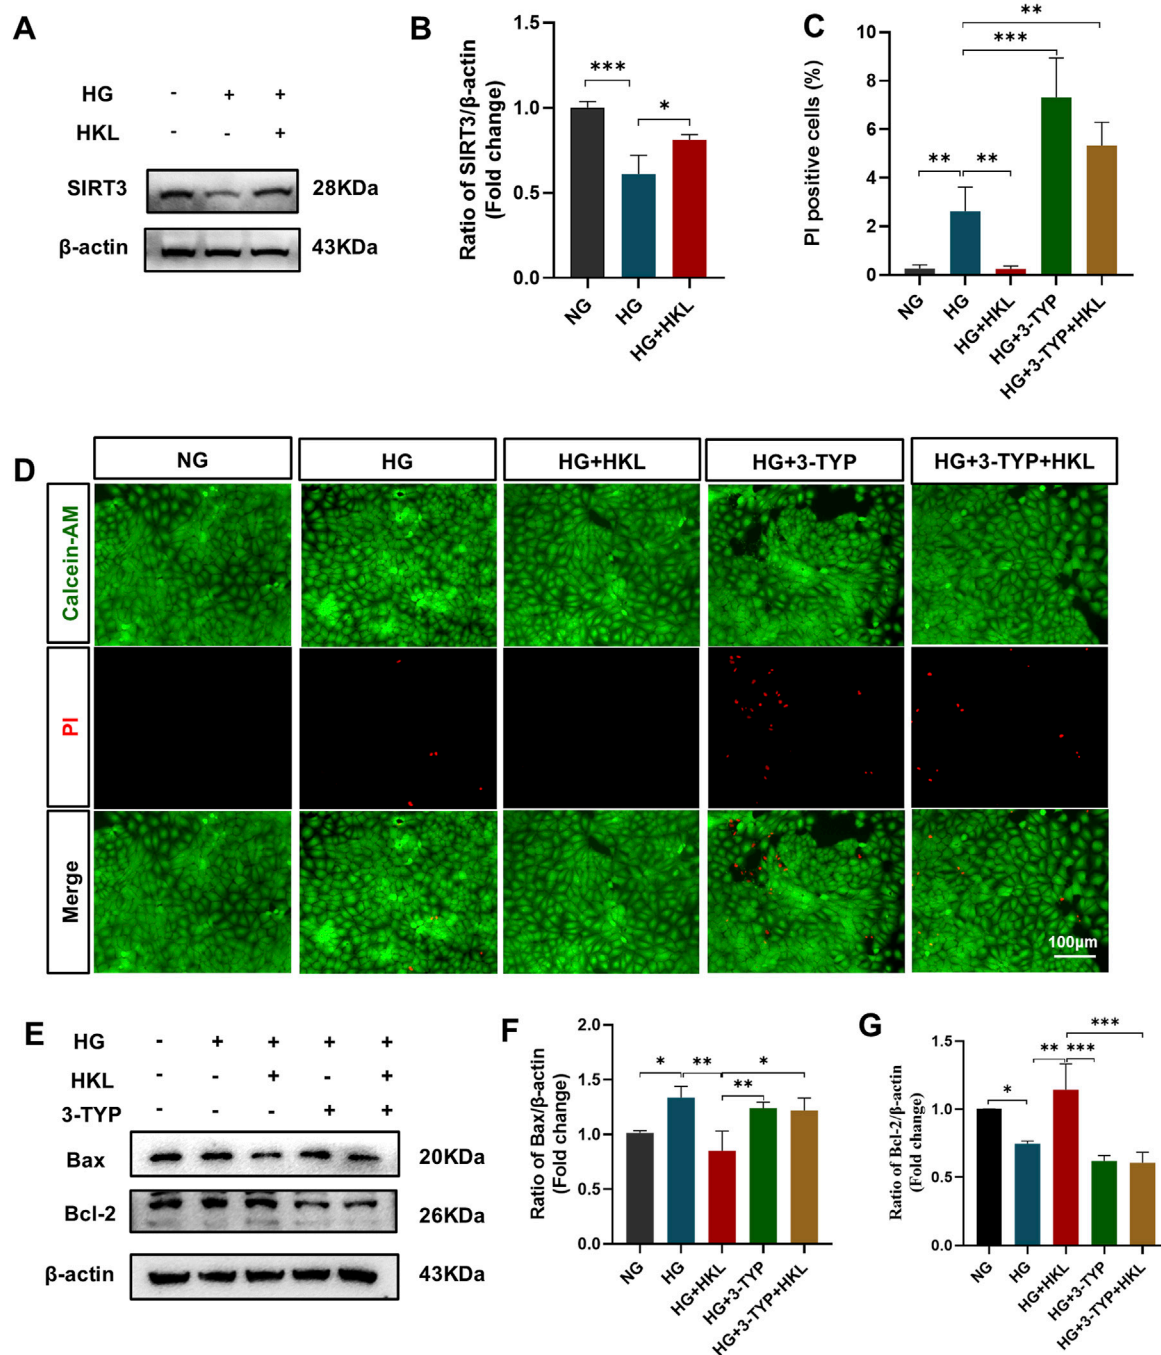 A
HG - + +
HKL - - +
SIRT3 28KDa
β-actin 43KDa
B
Ratio of SIRT3/β-actin
(Fold change)
1.5
1.0
0.5
0.0
***
*
NG
HG
HG+HKL
C
PI positive cells (%)
10
8
6
4
2
0
**
***
** **
NG
HG
HG+HKL
HG+3-TYP
HG+3-TYP+HKL
D
NG HG HG+HKL HG+3-TYP HG+3-TYP+HKL
Calcein-AM
PI
Merge
100μm
E
HG - + + + +
HKL - - + - +
3-TYP - - - + +
Bax 20KDa
Bcl-2 26KDa
β-actin 43KDa
F
Ratio of Bax/β-actin
(Fold change)
2.0
1.5
1.0
0.5
0.0
* ** *
**
NG
HG
HG+HKL
HG+3-TYP
HG+3-TYP+HKL
G
Ratio of Bcl-2/β-actin
(Fold change)
1.5
1.0
0.5
0.0
***
** ***
*
NG
HG
HG+HKL
HG+3-TYP
HG+3-TYP+HKL